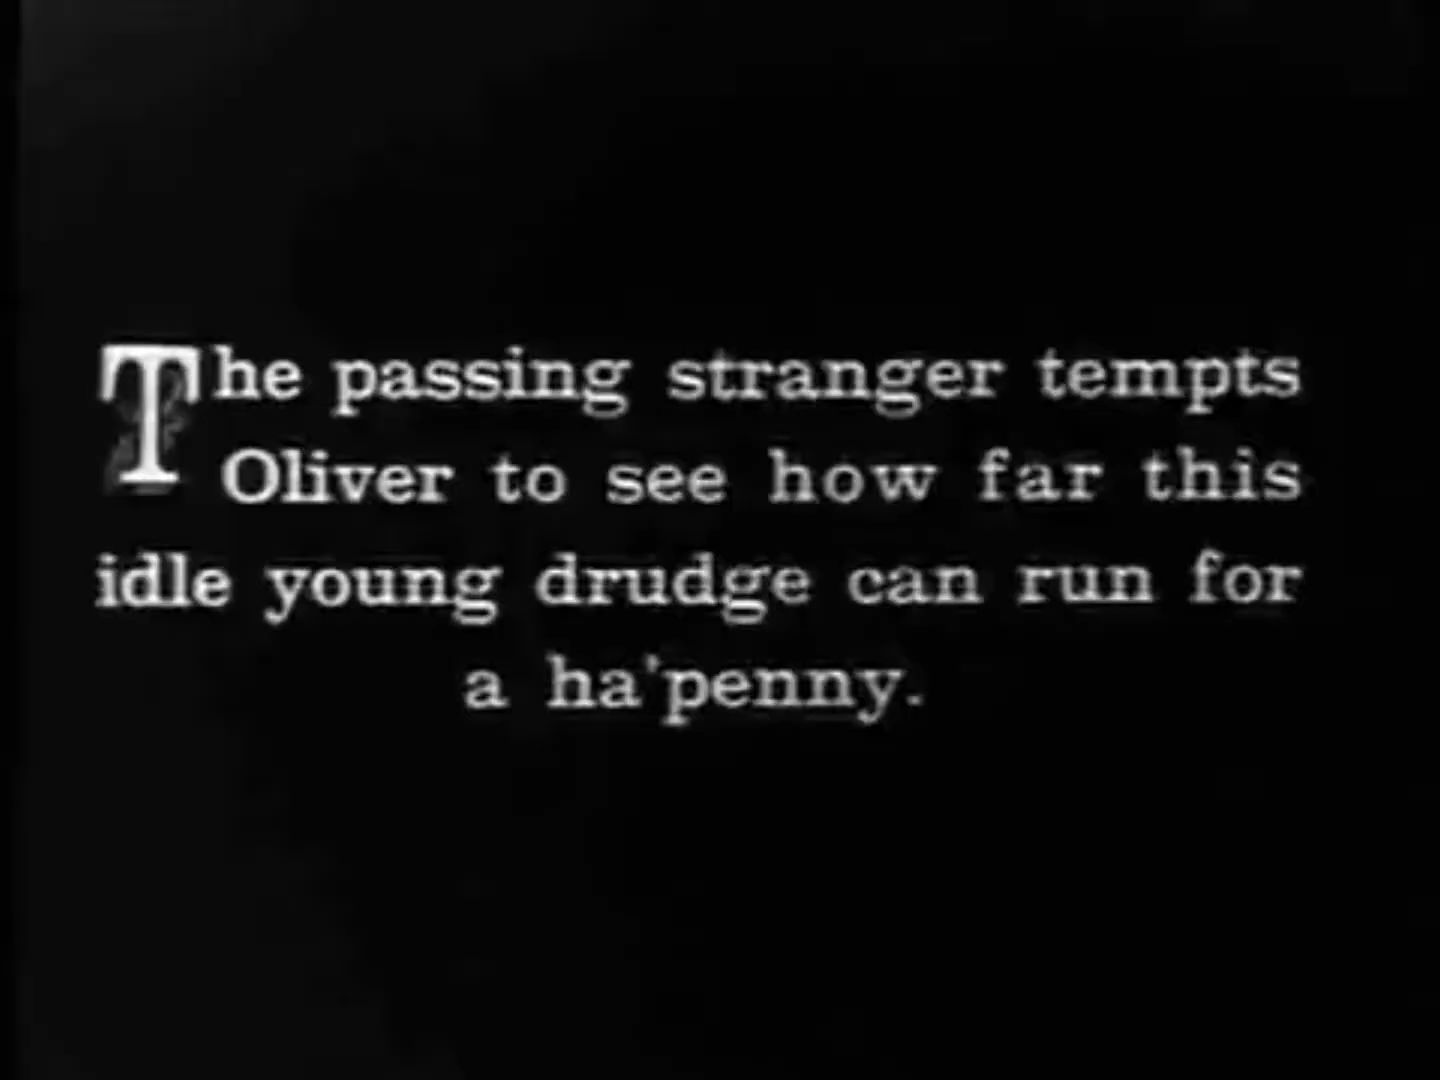 The passing stranger tempts
Oliver to see how far this
idle young drudge can run for
a ha'penny.